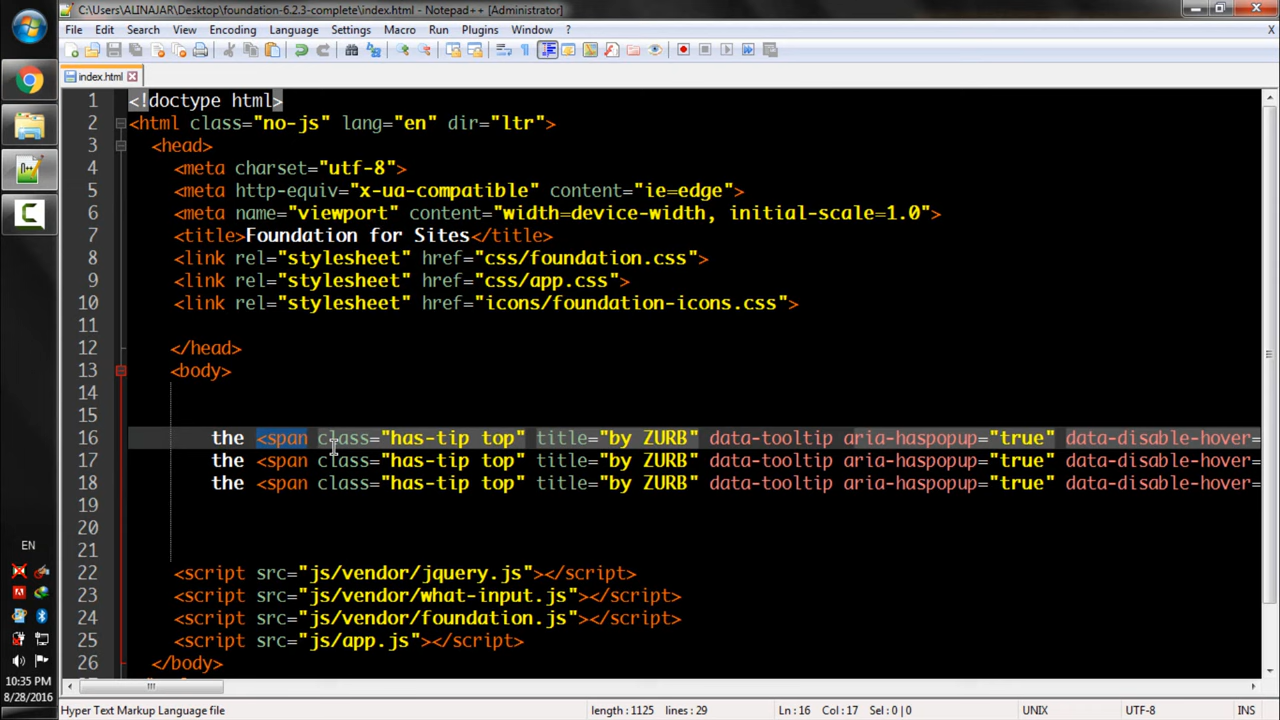 C:\Users\ALINAJAR\Desktop\foundation-6.2.3-complete\index.html - Notepad++ [Administrator]
File Edit Search View Encoding Language Settings Macro Run Plugins Window ? X
index.html
1 <!doctype html>
2 <html class="no-js" lang="en" dir="ltr">
3 <head>
4 <meta charset="utf-8">
5 <meta http-equiv="x-ua-compatible" content="ie=edge">
6 <meta name="viewport" content="width=device-width, initial-scale=1.0">
7 <title>Foundation for Sites</title>
8 <link rel="stylesheet" href="css/foundation.css">
9 <link rel="stylesheet" href="css/app.css">
10 <link rel="stylesheet" href="icons/foundation-icons.css">
11
12 </head>
13 <body>
14
15
16 the <span class="has-tip top" title="by ZURB" data-tooltip aria-haspopup="true" data-disable-hover=
17 the <span class="has-tip top" title="by ZURB" data-tooltip aria-haspopup="true" data-disable-hover=
18 the <span class="has-tip top" title="by ZURB" data-tooltip aria-haspopup="true" data-disable-hover=
19
20
21
22 <script src="js/vendor/jquery.js"></script>
23 <script src="js/vendor/what-input.js"></script>
24 <script src="js/vendor/foundation.js"></script>
25 <script src="js/app.js"></script>
26 </body>
EN
10:35 PM
8/28/2016
Hyper Text Markup Language file length : 1125 lines : 29 Ln : 16 Col : 17 Sel : 0 | 0 UNIX UTF-8 INS